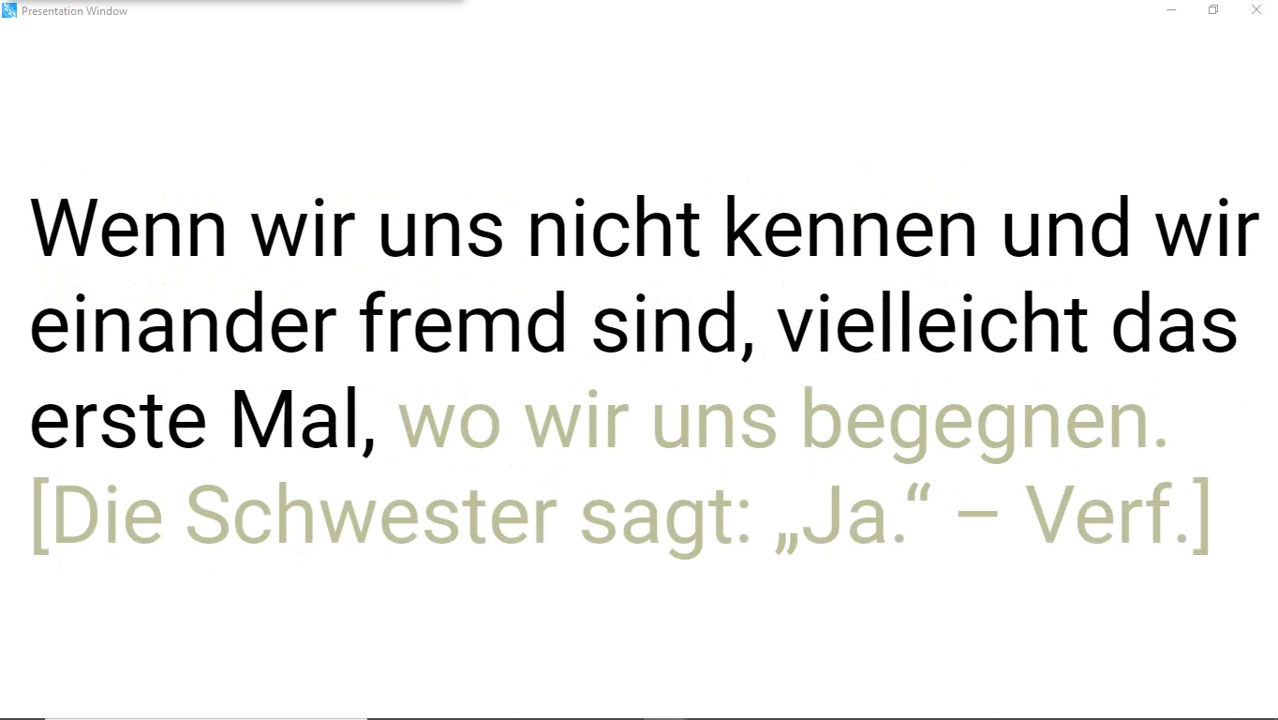 Presentation Window
Wenn wir uns nicht kennen und wir
einander fremd sind, vielleicht das
erste Mal, wo wir uns begegnen.
[Die Schwester sagt: „Ja.“ – Verf.]